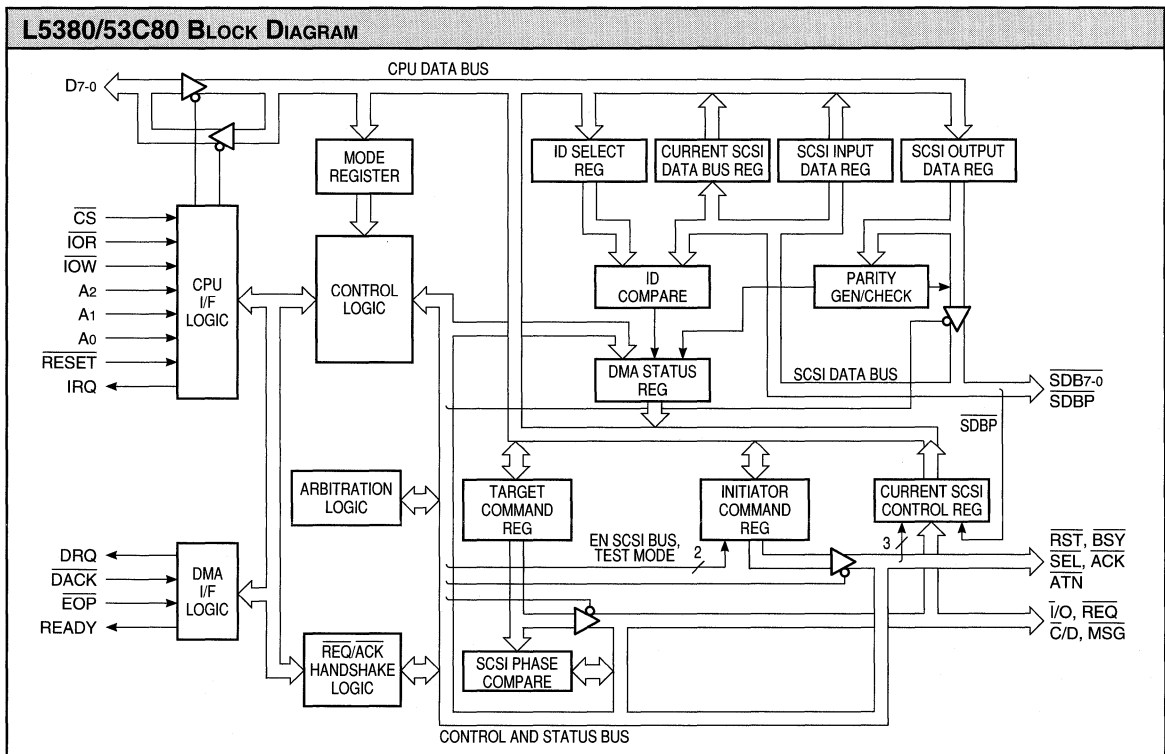 L5380/53C80 BLOCK DIAGRAM
CPU DATA BUS
D7-0
MODE
REGISTER
ID SELECT
REG
CURRENT SCSI
DATA BUS REG
SCSI INPUT
DATA REG
SCSI OUTPUT
DATA REG
CS
IOR
IOW
A2
A1
A0
RESET
IRQ
CPU
I/F
LOGIC
CONTROL
LOGIC
ID
COMPARE
PARITY
GEN/CHECK
DMA STATUS
REG
SCSI DATA BUS
SDB7-0
SDBP
SDBP
ARBITRATION
LOGIC
TARGET
COMMAND
REG
INITIATOR
COMMAND
REG
CURRENT SCSI
CONTROL REG
EN SCSI BUS,
TEST MODE
2
3
RST, BSY
SEL, ACK
ATN
DRQ
DACK
EOP
READY
DMA
I/F
LOGIC
I/O, REQ
C/D, MSG
REQ/ACK
HANDSHAKE
LOGIC
SCSI PHASE
COMPARE
CONTROL AND STATUS BUS